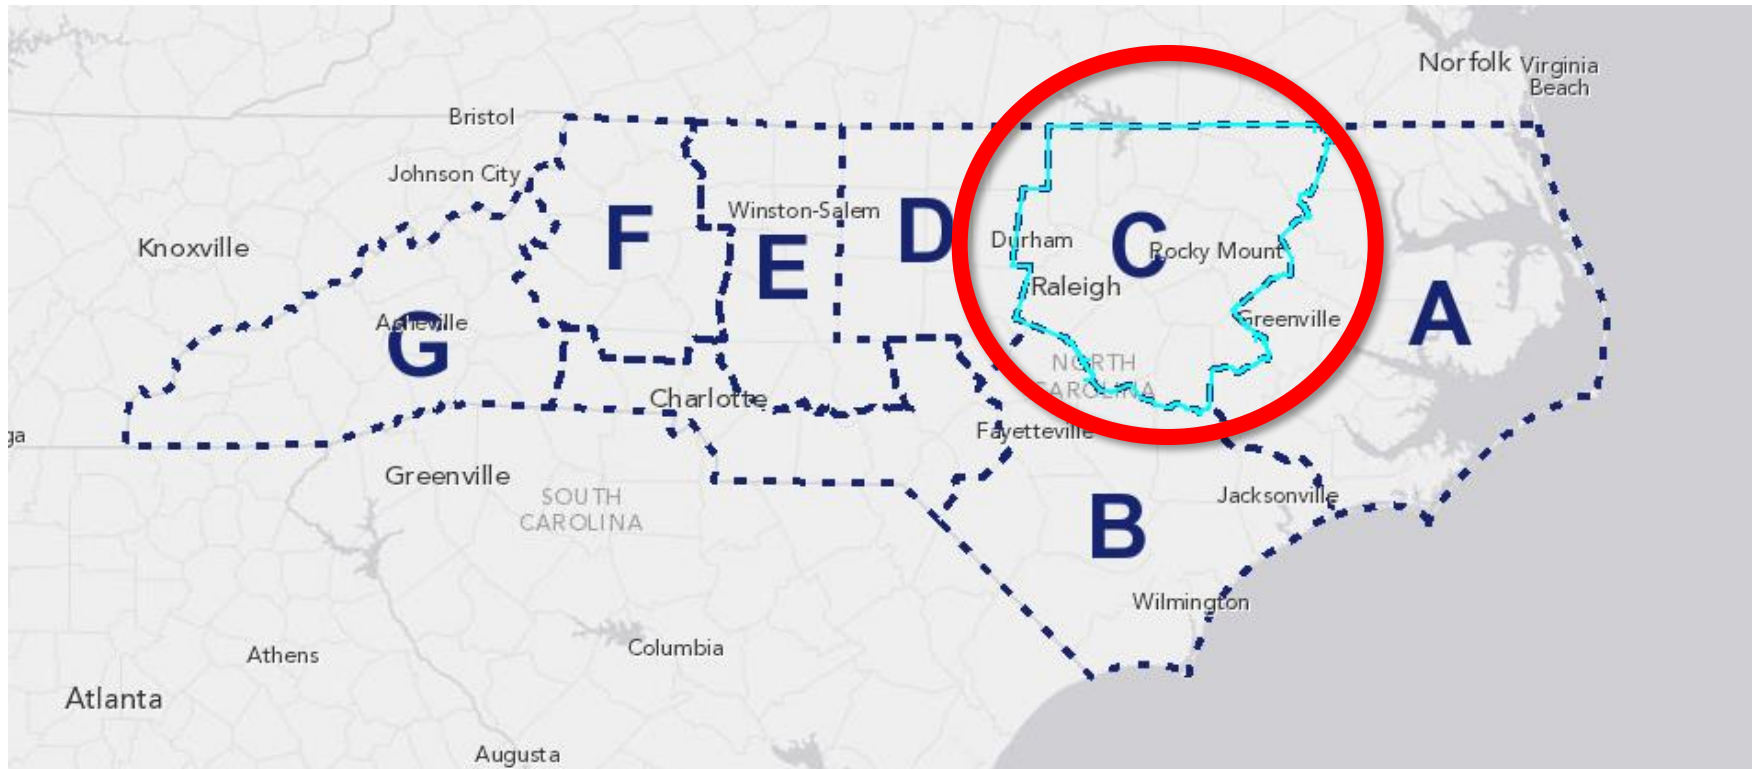 Norfolk
Virginia
Beach
Bristol
Johnson City
Winston-Salem
F
D
C
Knoxville
Durham
Rocky Mount
E
Raleigh
Asheville
G
Greenville
A
NORTH
CAROLINA
Charlotte
Fayetteville
ga
Greenville
SOUTH
CAROLINA
Jacksonville
B
Wilmington
Athens
Columbia
Atlanta
Augusta